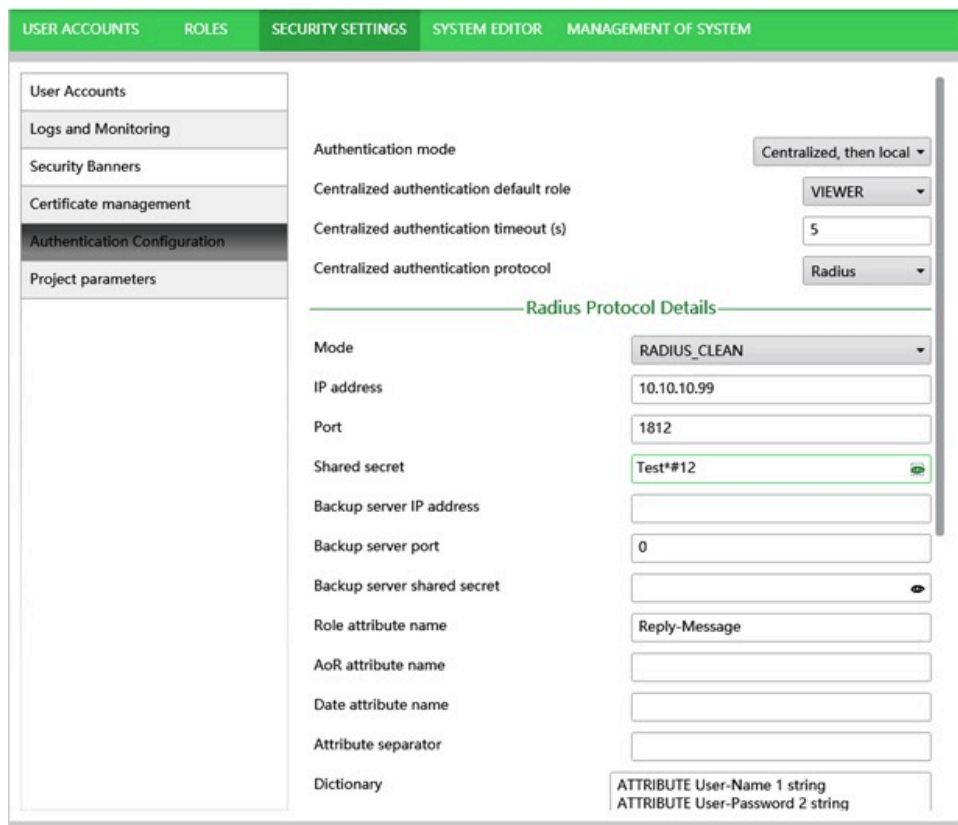 USER ACCOUNTS ROLES SECURITY SETTINGS SYSTEM EDITOR MANAGEMENT OF SYSTEM
User Accounts
Logs and Monitoring
Security Banners
Certificate management
Authentication Configuration
Project parameters
Authentication mode Centralized, then local
Centralized authentication default role VIEWER
Centralized authentication timeout (s) 5
Centralized authentication protocol Radius
Radius Protocol Details
Mode RADIUS_CLEAN
IP address 10.10.10.99
Port 1812
Shared secret Test*#12
Backup server IP address
Backup server port 0
Backup server shared secret
Role attribute name Reply-Message
AoR attribute name
Date attribute name
Attribute separator
Dictionary ATTRIBUTE User-Name 1 string
ATTRIBUTE User-Password 2 string